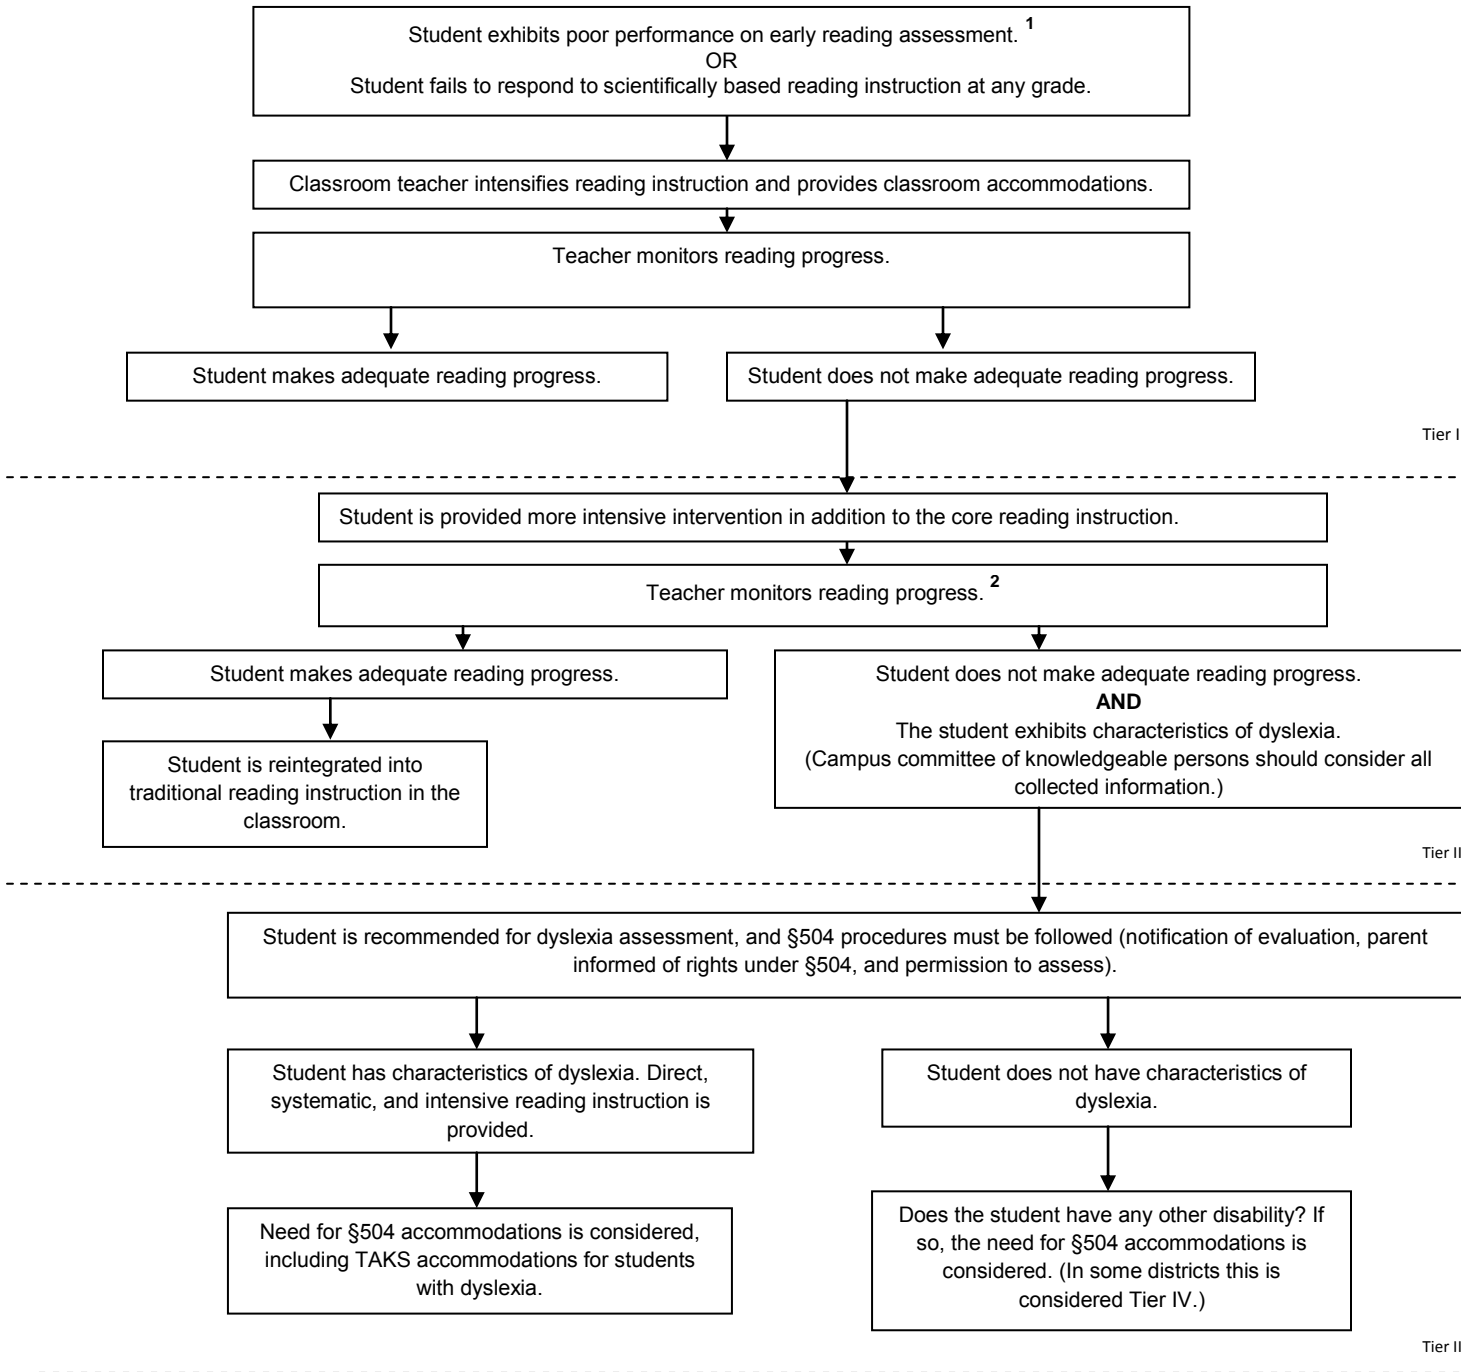 Student exhibits poor performance on early reading assessment. 1
OR
Student fails to respond to scientifically based reading instruction at any grade.
Classroom teacher intensifies reading instruction and provides classroom accommodations.
Teacher monitors reading progress.
Student makes adequate reading progress.
Student does not make adequate reading progress.
Tier I
Student is provided more intensive intervention in addition to the core reading instruction.
Teacher monitors reading progress. 2
Student makes adequate reading progress.
Student is reintegrated into
traditional reading instruction in the
classroom.
Student does not make adequate reading progress.
AND
The student exhibits characteristics of dyslexia.
(Campus committee of knowledgeable persons should consider all
collected information.)
Tier II
Student is recommended for dyslexia assessment, and §504 procedures must be followed (notification of evaluation, parent
informed of rights under §504, and permission to assess).
Student has characteristics of dyslexia. Direct,
systematic, and intensive reading instruction is
provided.
Need for §504 accommodations is considered,
including TAKS accommodations for students
with dyslexia.
Student does not have characteristics of
dyslexia.
Does the student have any other disability? If
so, the need for §504 accommodations is
considered. (In some districts this is
considered Tier IV.)
Tier II